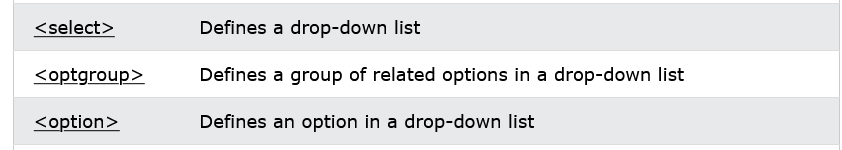 <select> Defines a drop-down list
<optgroup> Defines a group of related options in a drop-down list
<option> Defines an option in a drop-down list